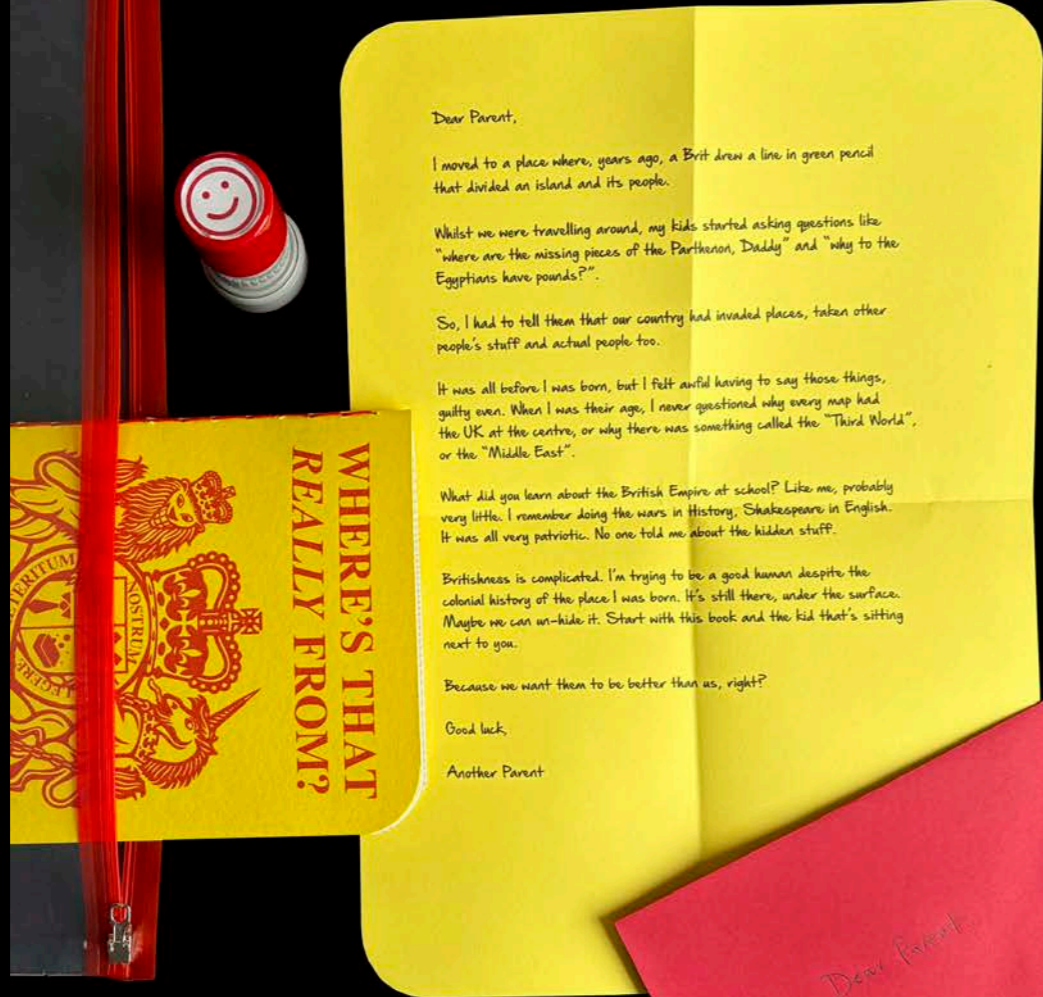 Dear Parent,
I moved to a place where, years ago, a Brit drew a line in green pencil
that divided an island and its people.
Whilst we were travelling around, my kids started asking questions like
"where are the missing pieces of the Parthenon, Daddy" and "why to the
Egyptians have pounds?".
So, I had to tell them that our country had invaded places, taken other
people's stuff and actual people too.
It was all before I was born, but I felt awful having to say those things,
guilty even. When I was their age, I never questioned why every map had
the UK at the centre, or why there was something called the "Third World",
or the "Middle East".
What did you learn about the British Empire at school? Like me, probably
very little. I remember doing the wars in History, Shakespeare in English.
It was all very patriotic. No one told me about the hidden stuff.
Britishness is complicated. I'm trying to be a good human despite the
colonial history of the place I was born. It's still there, under the surface.
Maybe we can un-hide it. Start with this book and the kid that's sitting
next to you.
Because we want them to be better than us, right?
Good luck,
Another Parent
WHERE'S THAT
REALLY FROM?
NOSTRUM
Dear Parent